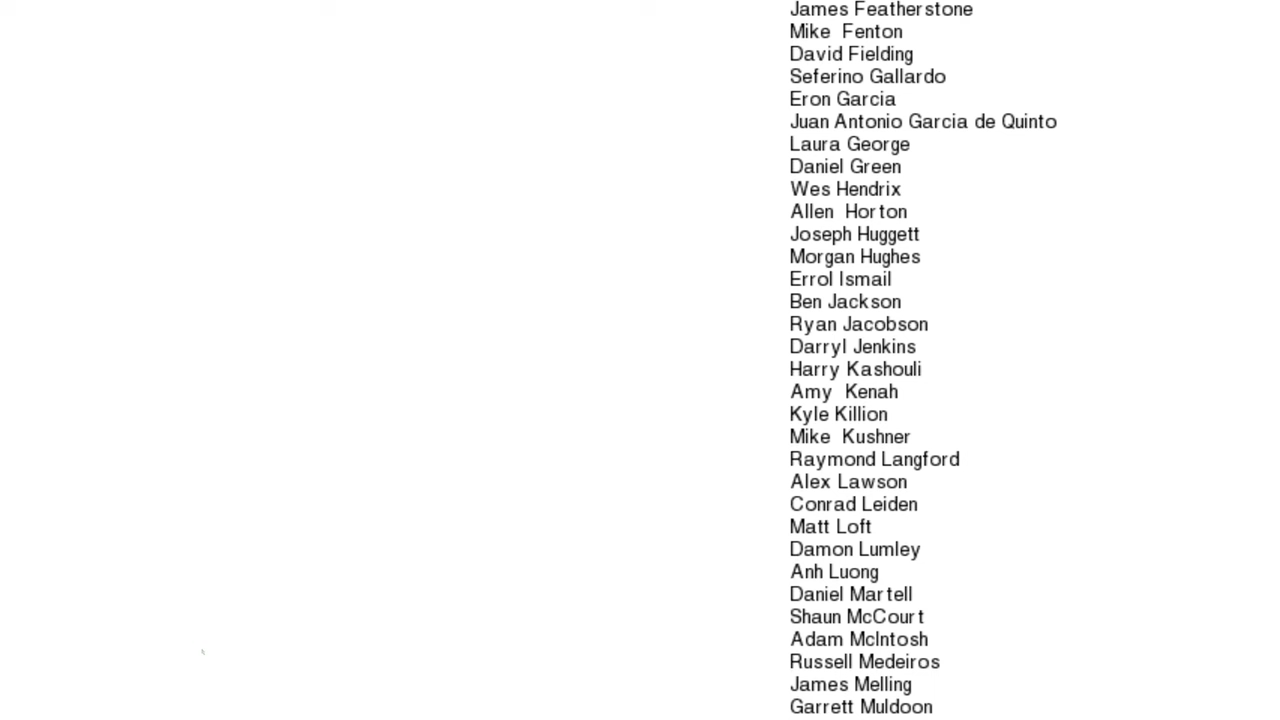 James Featherstone
Mike Fenton
David Fielding
Seferino Gallardo
Eron Garcia
Juan Antonio Garcia de Quinto
Laura George
Daniel Green
Wes Hendrix
Allen Horton
Joseph Huggett
Morgan Hughes
Errol Ismail
Ben Jackson
Ryan Jacobson
Darryl Jenkins
Harry Kashouli
Amy Kenah
Kyle Killion
Mike Kushner
Raymond Langford
Alex Lawson
Conrad Leiden
Matt Loft
Damon Lumley
Anh Luong
Daniel Martell
Shaun McCourt
Adam McIntosh
Russell Medeiros
James Melling
Garrett Muldoon